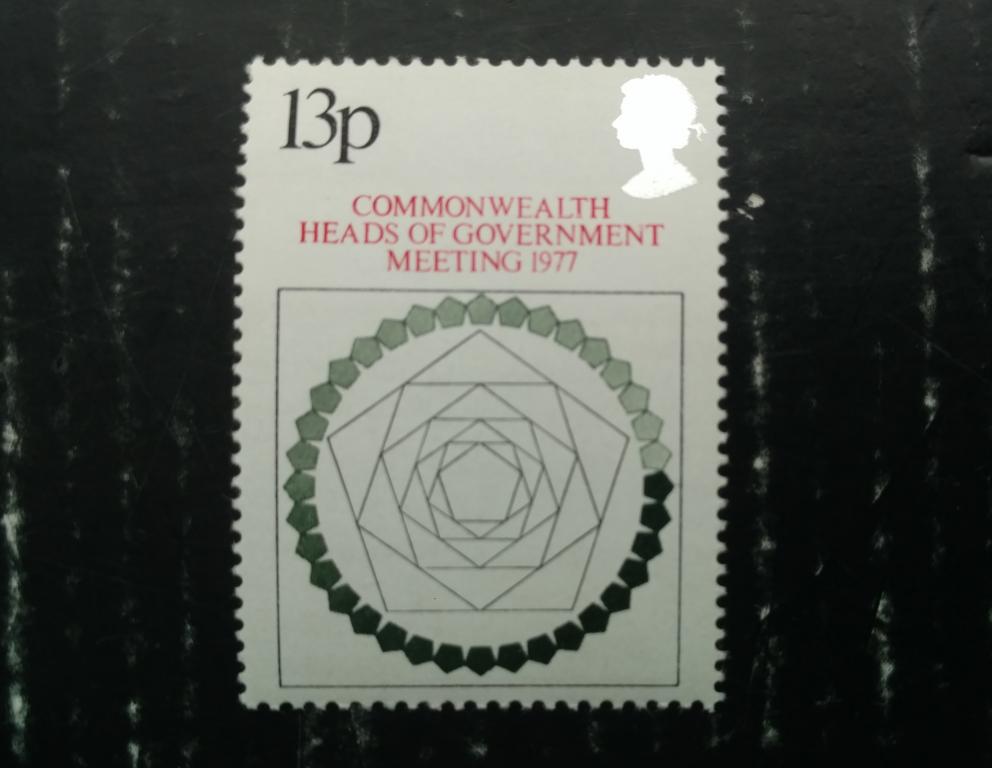 13p
COMMONWEALTH
HEADS OF GOVERNMENT
MEETING 1977